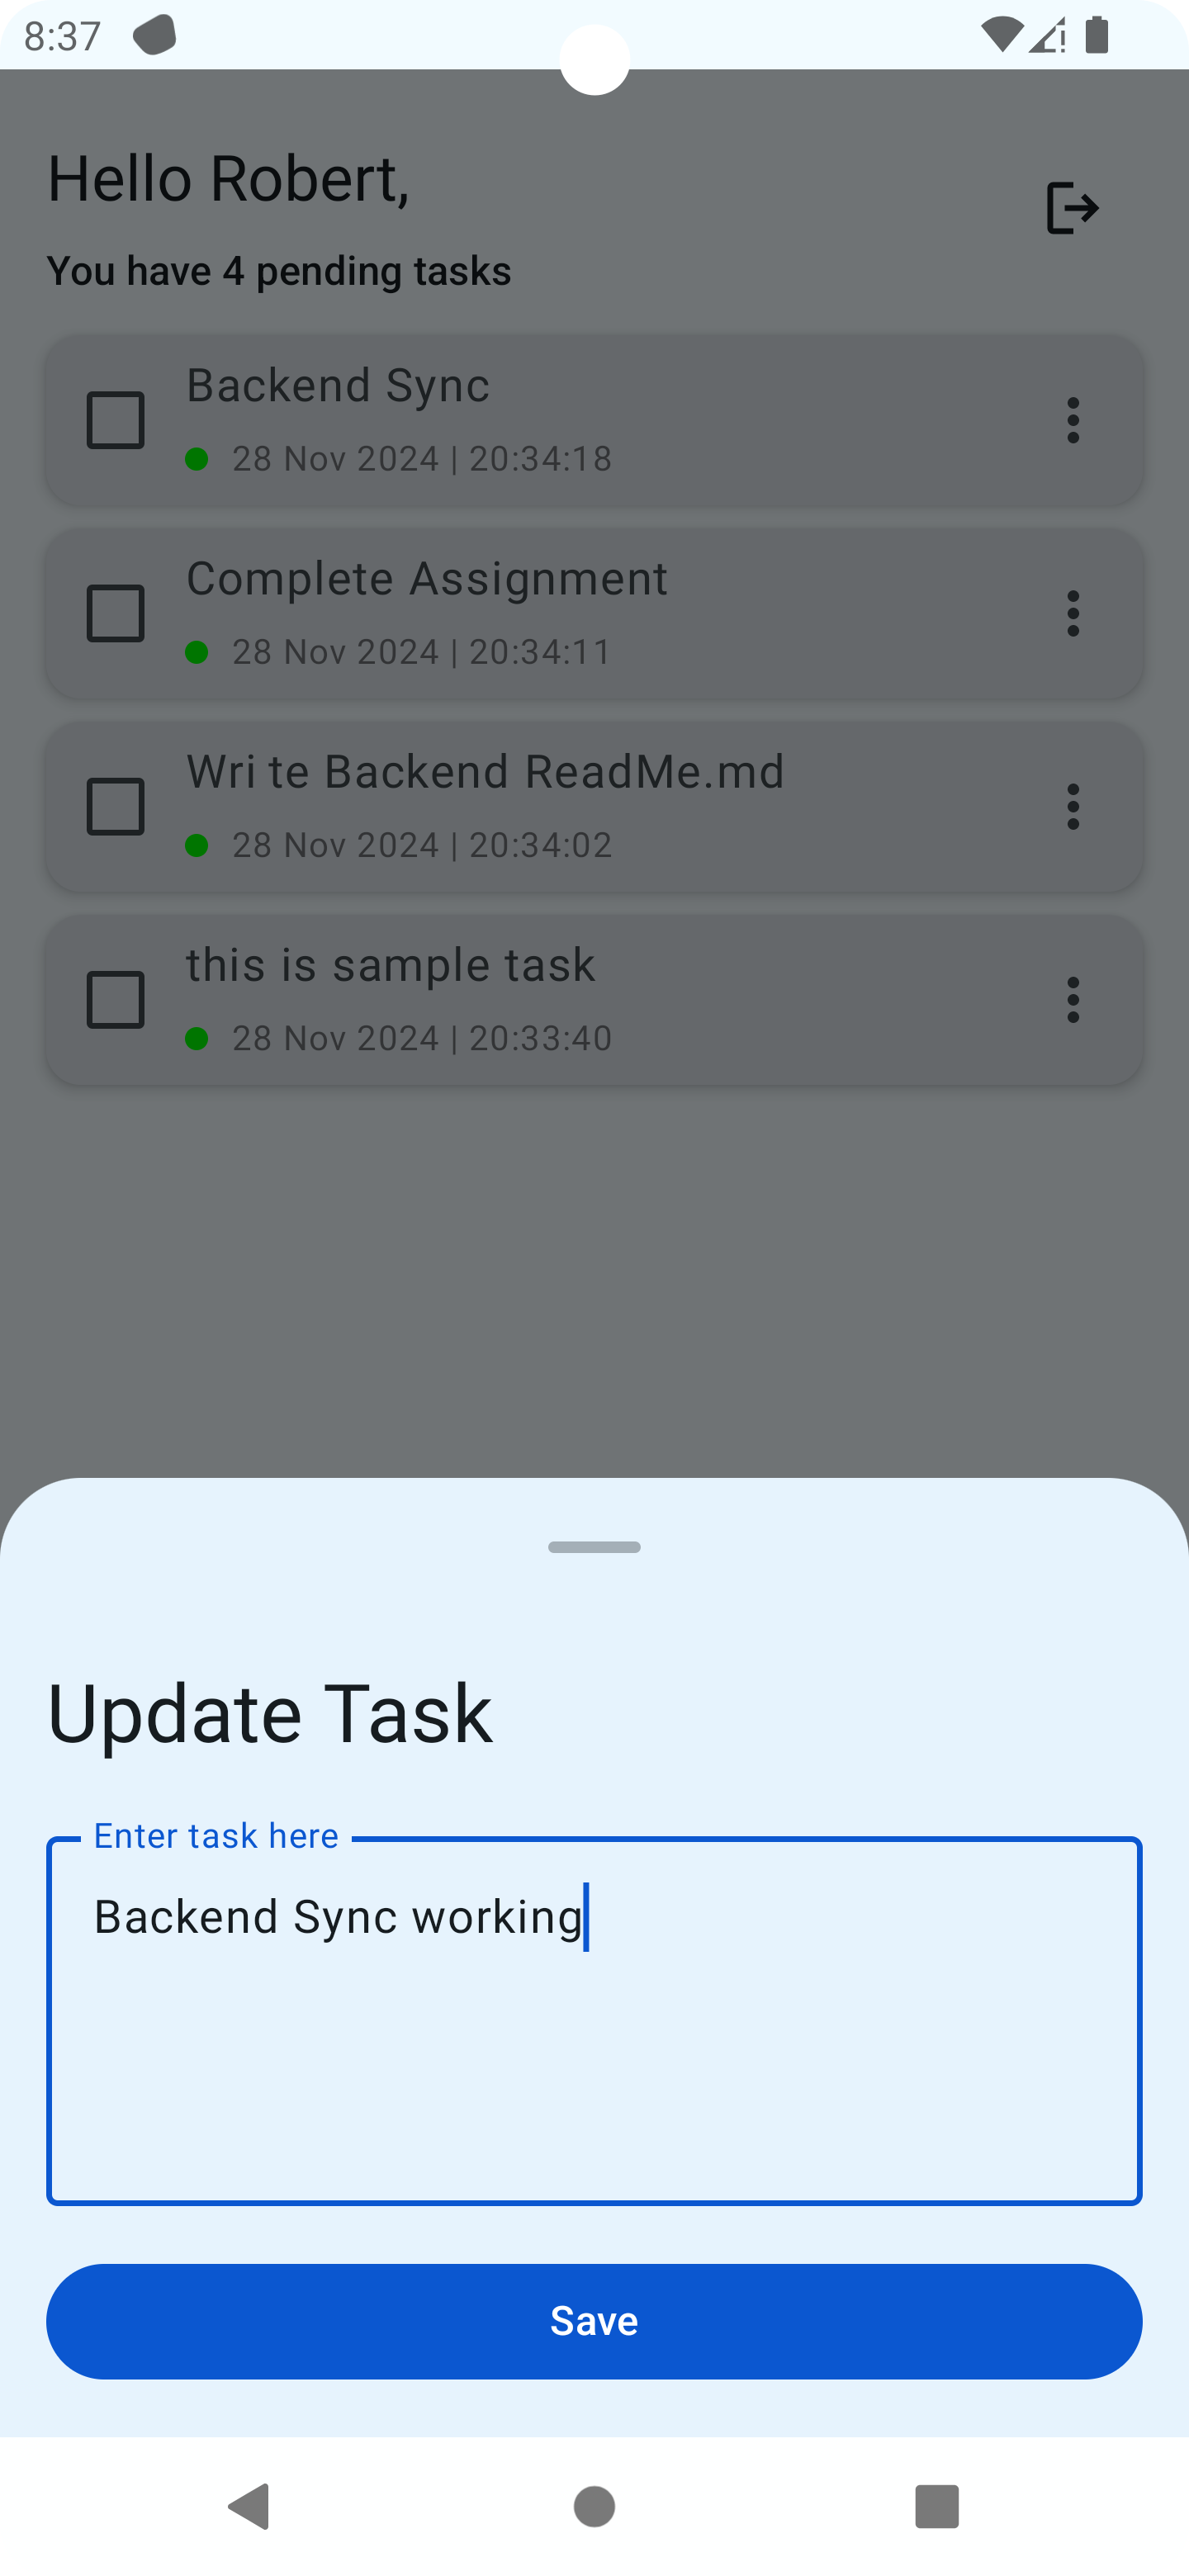 8:37
Hello Robert,
You have 4 pending tasks
Backend Sync
28 Nov 2024 | 20:34:18
Complete Assignment
28 Nov 2024 | 20:34:11
Wri te Backend ReadMe.md
28 Nov 2024 | 20:34:02
this is sample task
28 Nov 2024 | 20:33:40
Update Task
Enter task here
Backend Sync working
Save